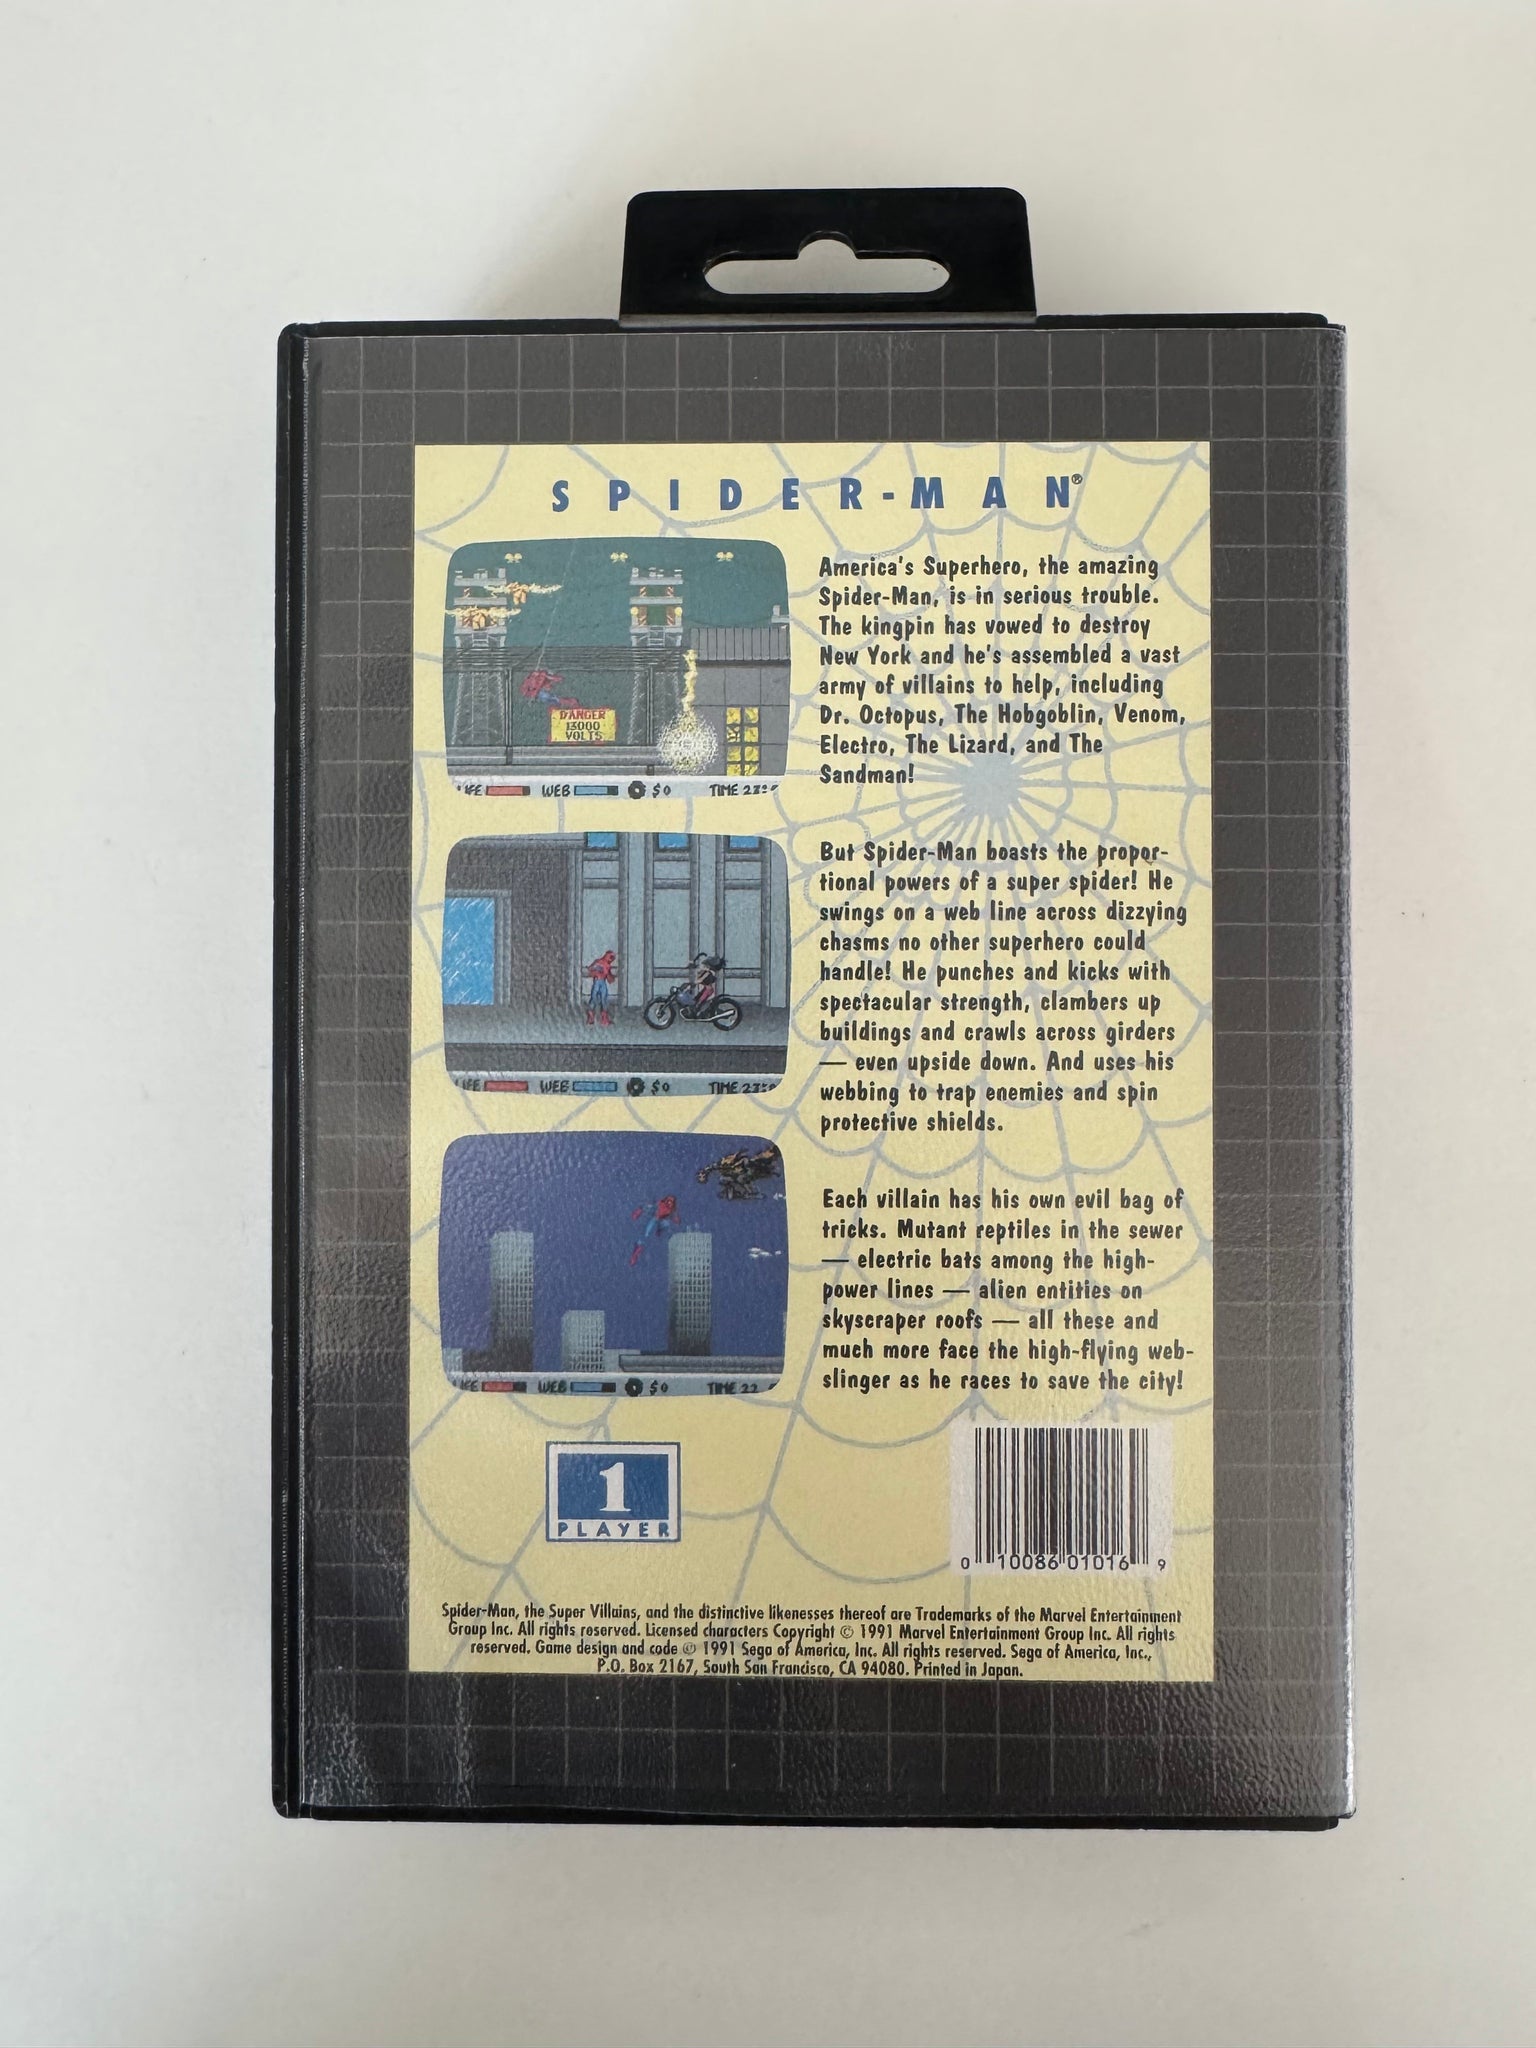 SPIDER-MAN®
DANGER
13000
VOLTS
WEB $0 TIME
America's Superhero, the amazing
Spider-Man, is in serious trouble.
The kingpin has vowed to destroy
New York and he's assembled a vast
army of villains to help, including
Dr. Octopus, The Hobgoblin, Venom,
Electro, The Lizard, and The
Sandman!
WEB $0 TIME
But Spider-Man boasts the propor-
tional powers of a super spider! He
swings on a web line across dizzying
chasms no other superhero could
handle! He punches and kicks with
spectacular strength, clambers up
buildings and crawls across girders
— even upside down. And uses his
webbing to trap enemies and spin
protective shields.
WEB $0 TIME 22
Each villain has his own evil bag of
tricks. Mutant reptiles in the sewer
— electric bats among the high-
power lines — alien entities on
skyscraper roofs — all these and
much more face the high-flying web-
slinger as he races to save the city!
1
PLAYER
0 10086 01016 9
Spider-Man, the Super Villains, and the distinctive likenesses thereof are Trademarks of the Marvel Entertainment
Group Inc. All rights reserved. Licensed characters Copyright © 1991 Marvel Entertainment Group Inc. All rights
reserved. Game design and code © 1991 Sega of America, Inc. All rights reserved. Sega of America, Inc.,
P.O. Box 2167, South San Francisco, CA 94080. Printed in Japan.